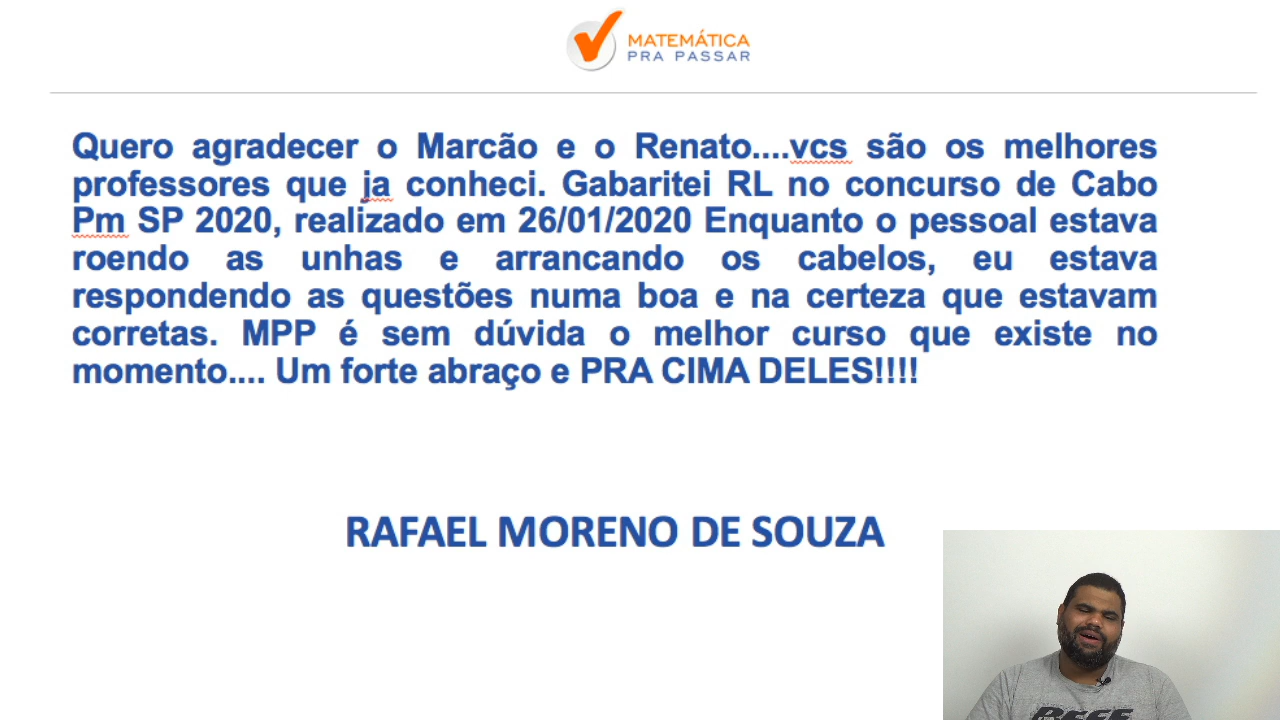 MATEMÁTICA
PRA PASSAR
Quero agradecer o Marcão e o Renato....vcs são os melhores
professores que ja conheci. Gabaritei RL no concurso de Cabo
Pm SP 2020, realizado em 26/01/2020 Enquanto o pessoal estava
roendo as unhas e arrancando os cabelos, eu estava
respondendo as questões numa boa e na certeza que estavam
corretas. MPP é sem dúvida o melhor curso que existe no
momento.... Um forte abraço e PRA CIMA DELES!!!!
RAFAEL MORENO DE SOUZA